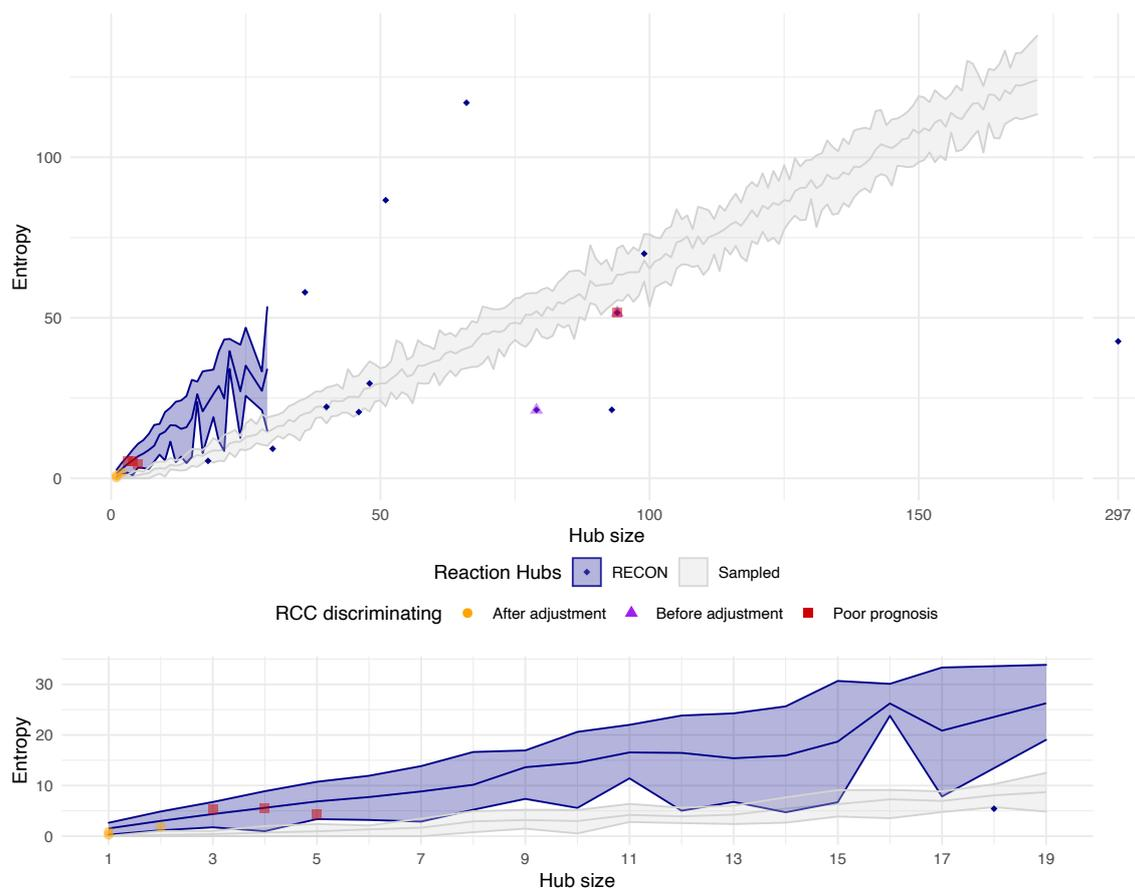 Entropy
100
50
0
0 50 100 150 297
Hub size
Reaction Hubs RECON Sampled
RCC discriminating After adjustment Before adjustment Poor prognosis
Entropy
30
20
10
0
1 3 5 7 9 11 13 15 17 19
Hub size